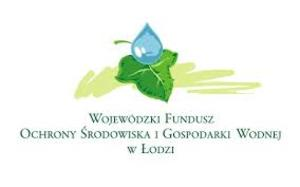 Wojewódzki Fundusz
Ochrony Środowiska i Gospodarki Wodnej
w Łodzi